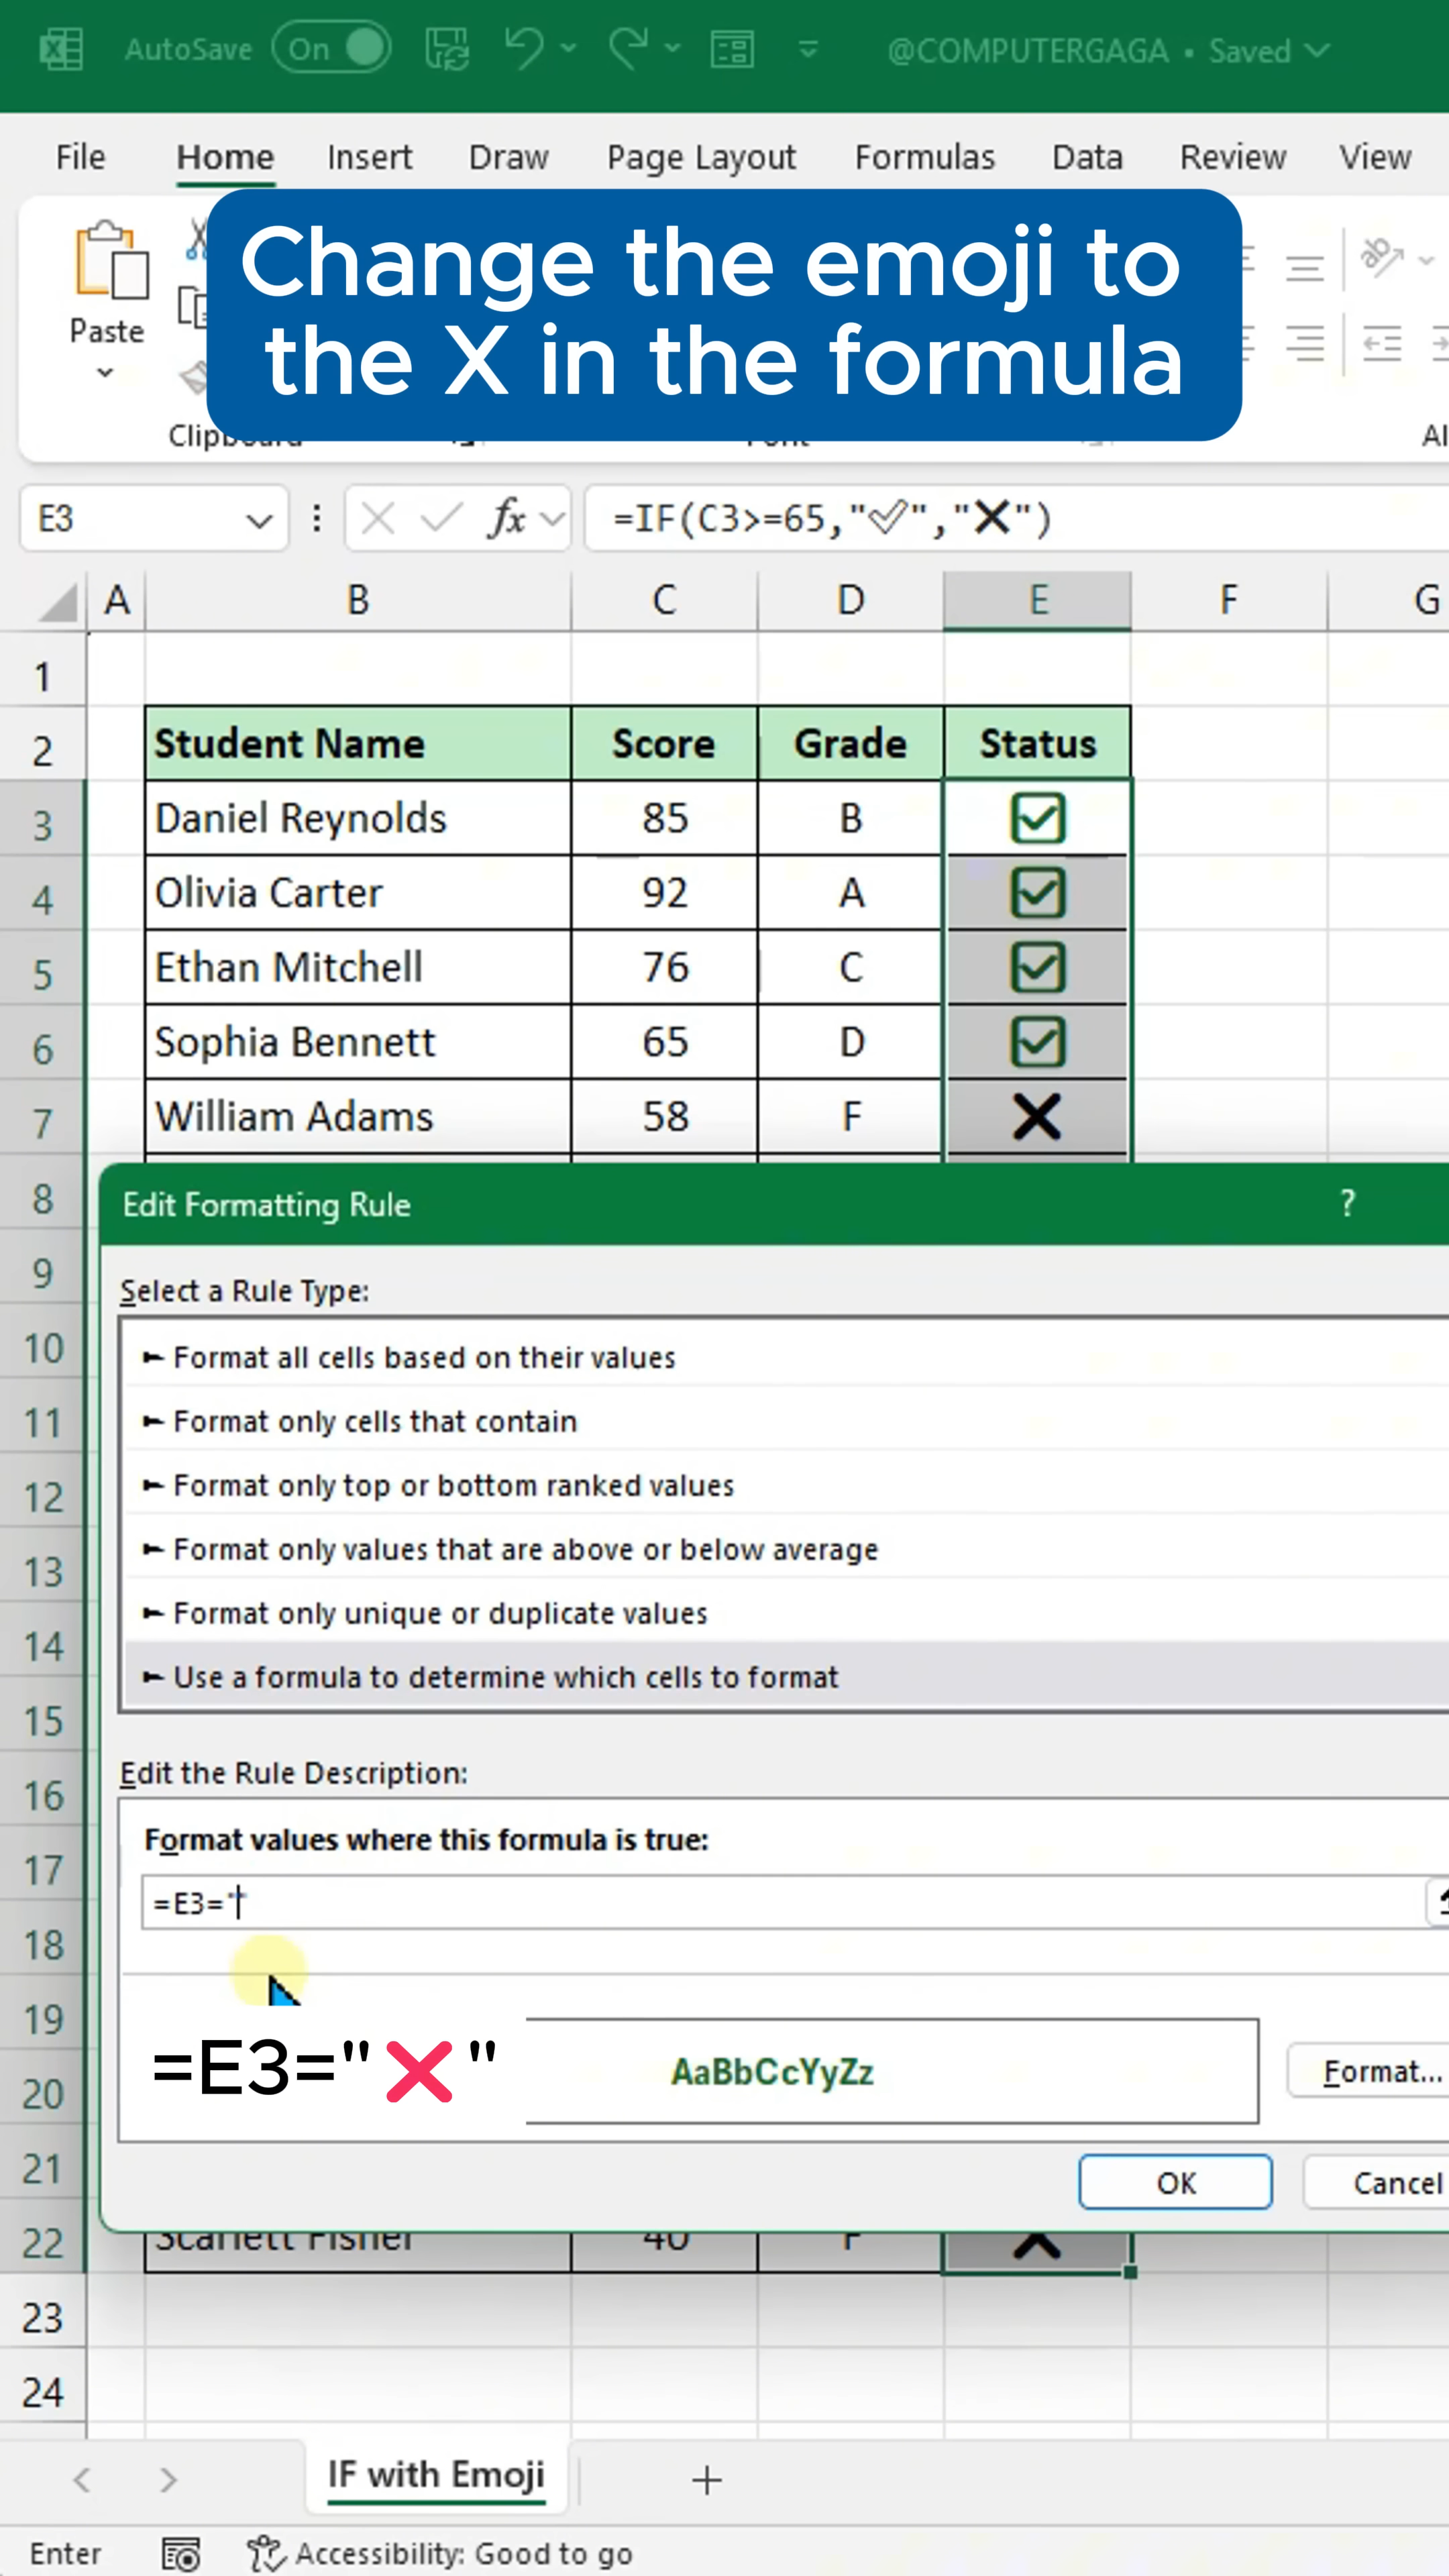 AutoSave On @COMPUTERGAGA • Saved
File Home Insert Draw Page Layout Formulas Data Review View
Change the emoji to
the X in the formula
Paste
E3 fx =IF(C3>=65,"✅","❌")
A B C D E F G
1
2 Student Name Score Grade Status
3 Daniel Reynolds 85 B ✅
4 Olivia Carter 92 A ✅
5 Ethan Mitchell 76 C ✅
6 Sophia Bennett 65 D ✅
7 William Adams 58 F ❌
8
Edit Formatting Rule ?
9
Select a Rule Type:
10
► Format all cells based on their values
11
► Format only cells that contain
12
► Format only top or bottom ranked values
13
► Format only values that are above or below average
► Format only unique or duplicate values
14
► Use a formula to determine which cells to format
15
Edit the Rule Description:
16
Format values where this formula is true:
17
=E3="
18
19
=E3="❌"
AaBbCcYyZz
Format...
20
21
OK Cancel
22 Scarlett Fisher 40 F ❌
23
24
IF with Emoji
Enter Accessibility: Good to go